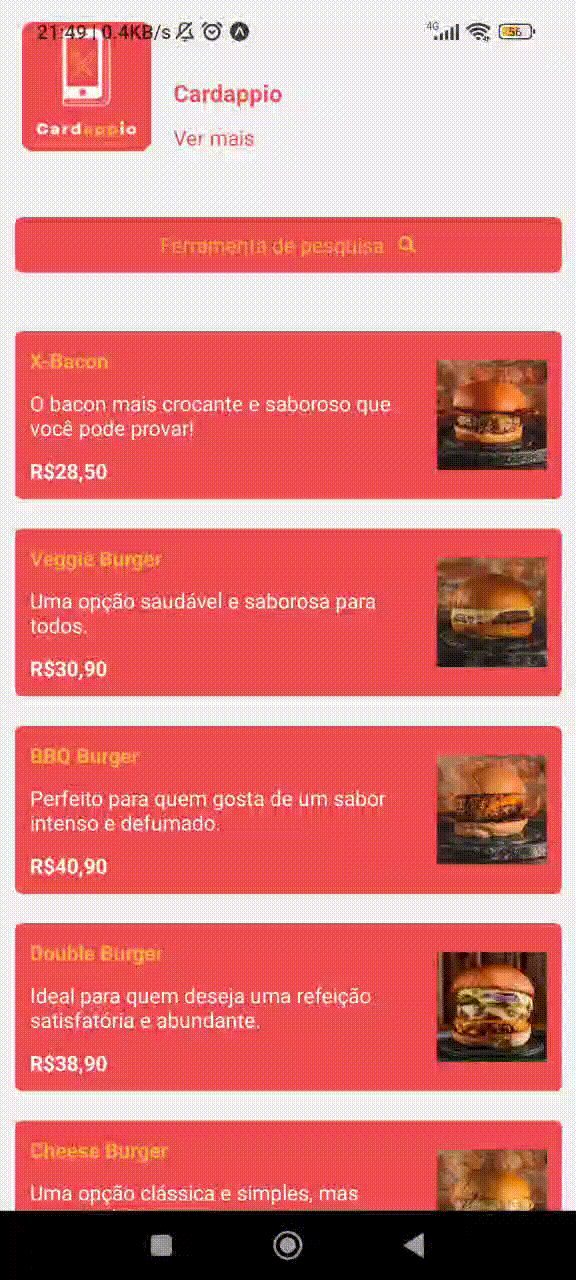 21:49 | 0.4KB/s
4G
56
Cardappio
Cardappio
Ver mais
Ferramenta de pesquisa
X-Bacon
O bacon mais crocante e saboroso que
você pode provar!
R$28,50
Veggie Burger
Uma opção saudável e saborosa para
todos.
R$30,90
BBQ Burger
Perfeito para quem gosta de um sabor
intenso e defumado.
R$40,90
Double Burger
Ideal para quem deseja uma refeição
satisfatória e abundante.
R$38,90
Cheese Burger
Uma opção clássica e simples, mas